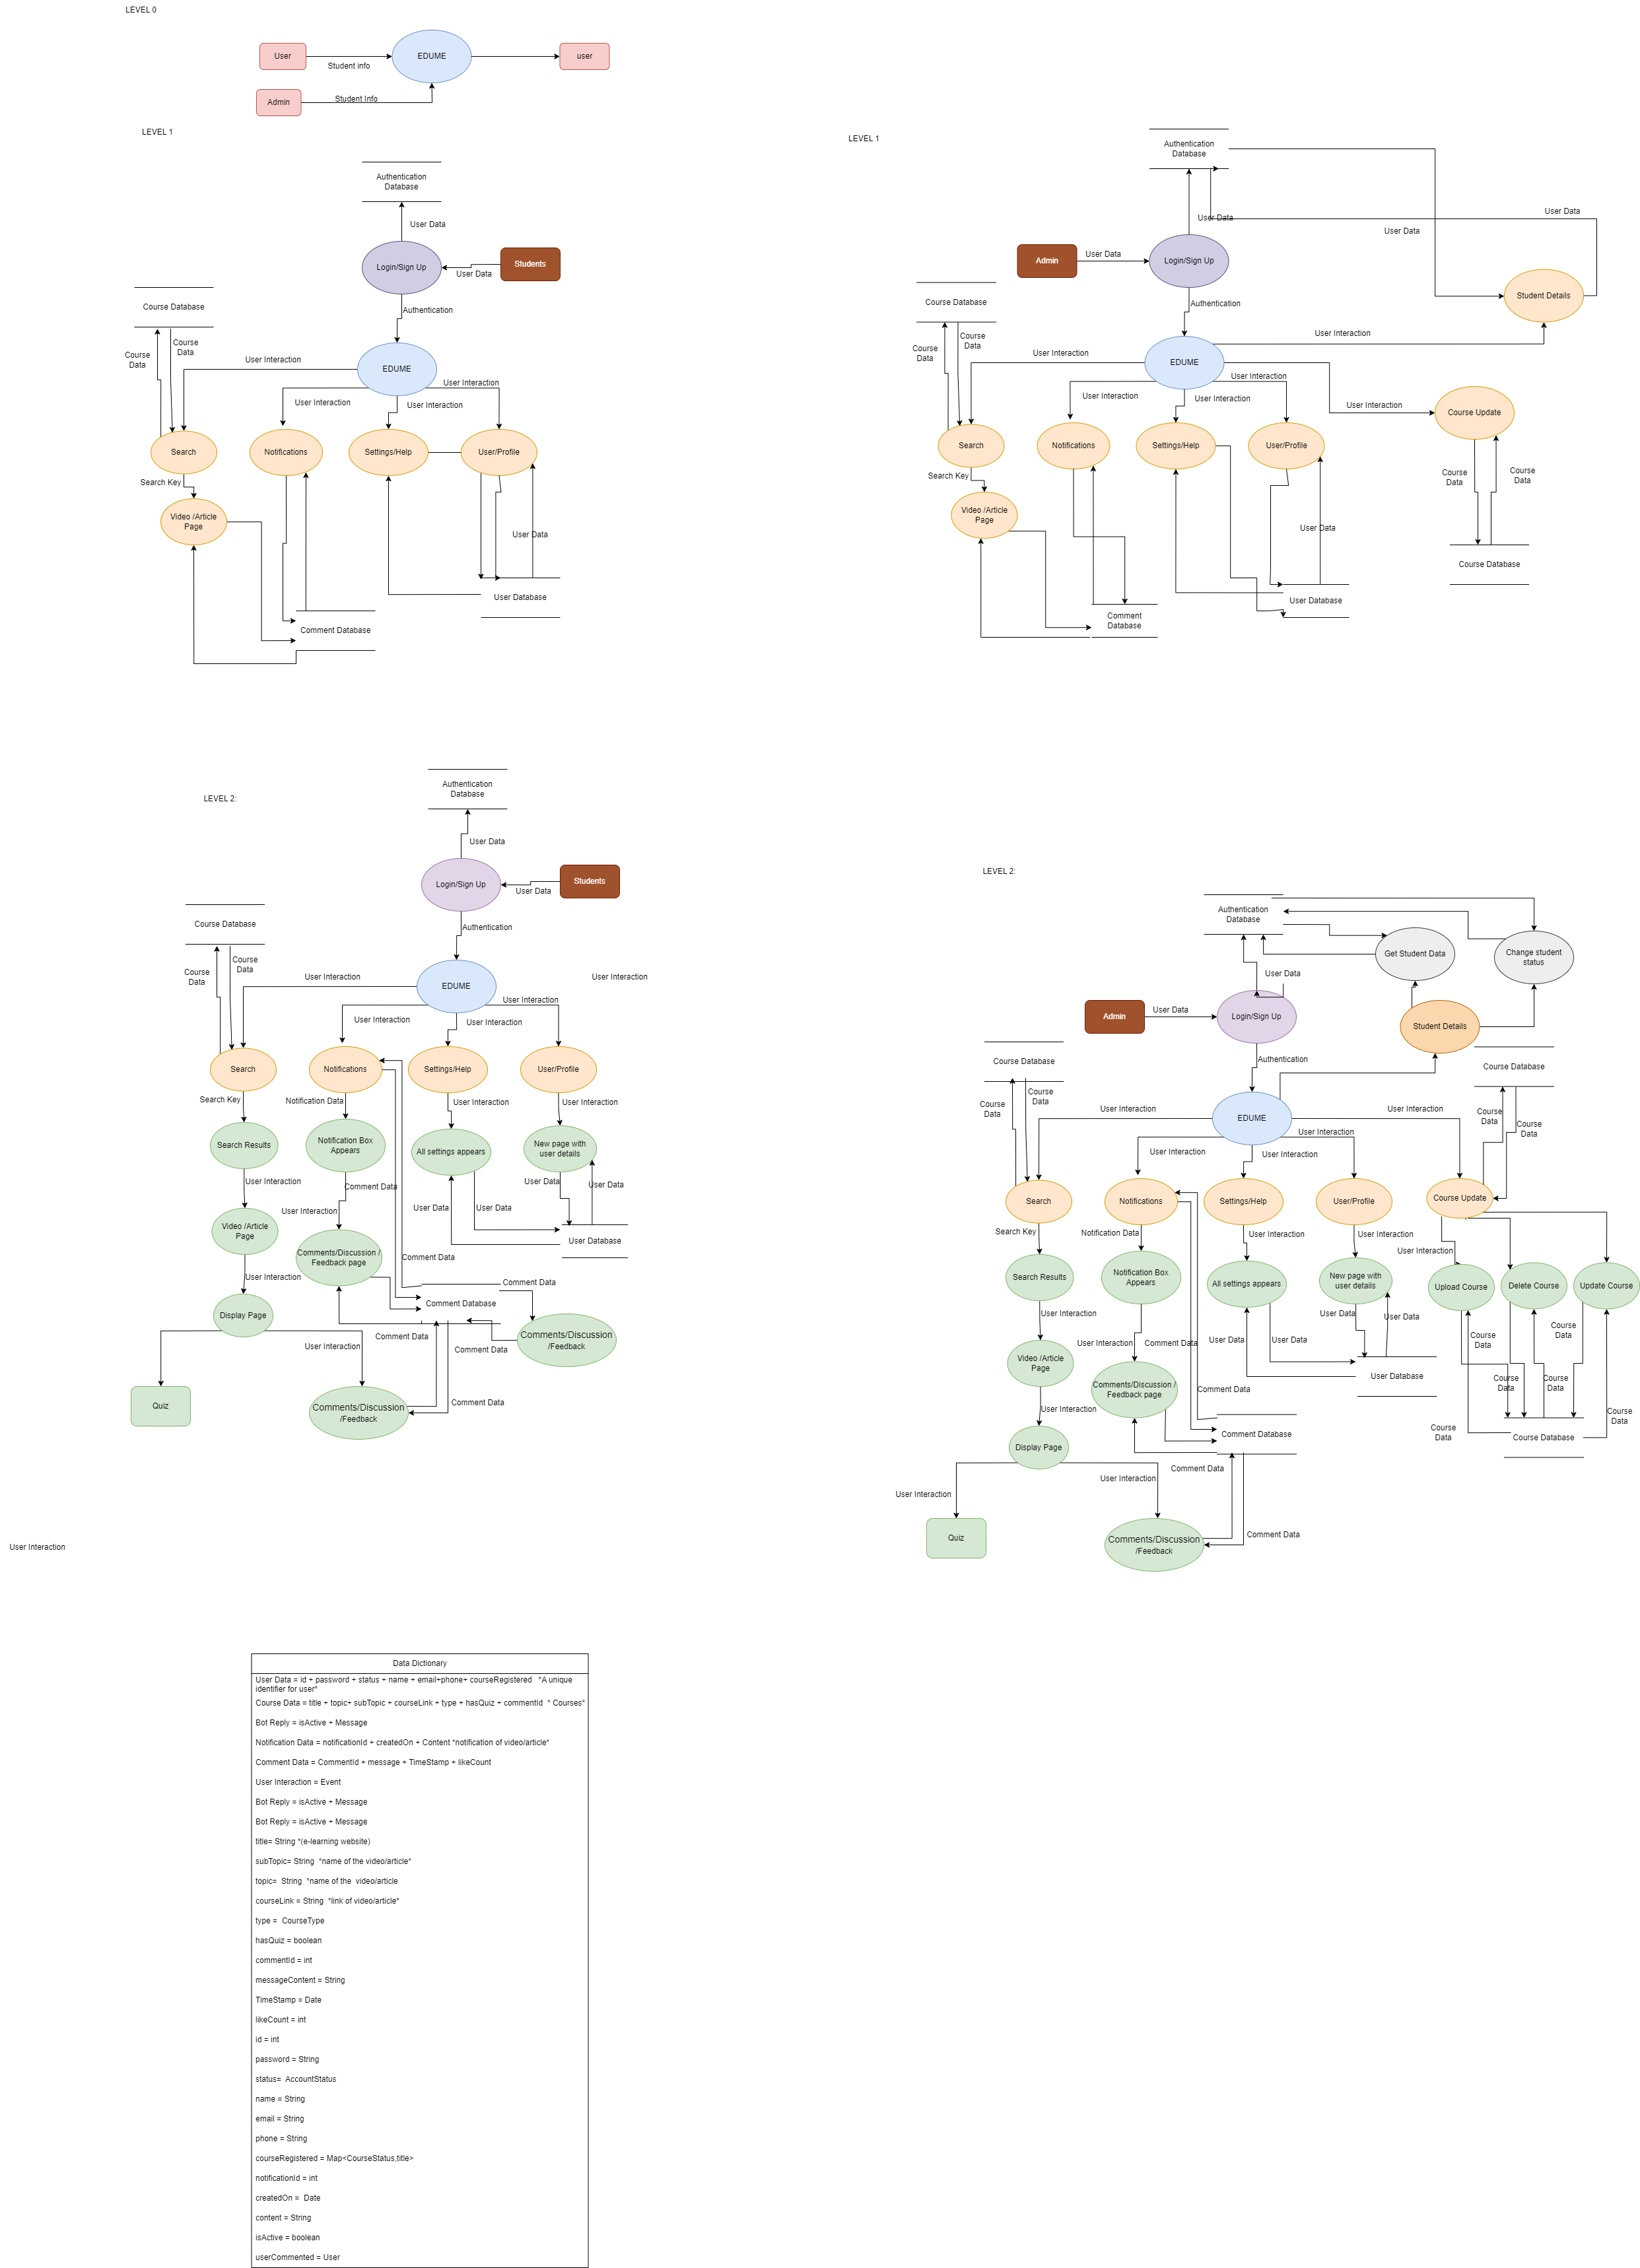 LEVEL 0
User
Student info
EDUME
user
Admin
Student Info
LEVEL 1
Authentication
Database
User Data
Login/Sign Up
User Data
Students
Authentication
Course Database
Course
Data
Course
Data
User Interaction
EDUME
User Interaction
User Interaction
User Interaction
Search
Notifications
Settings/Help
User/Profile
Search Key
Video /Article
Page
User Data
User Database
Comment Database
LEVEL 1
Authentication
Database
User Data
User Data
User Data
Admin
User Data
Login/Sign Up
Student Details
Authentication
Course Database
Course
Data
Course
Data
User Interaction
User Interaction
EDUME
User Interaction
User Interaction
User Interaction
User Interaction
Course Update
Search
Notifications
Settings/Help
User/Profile
Search Key
Course
Data
Course
Data
Video /Article
Page
User Data
Course Database
User Database
Comment
Database
LEVEL 2:
Authentication
Database
User Data
Login/Sign Up
User Data
Students
Authentication
Course Database
Course
Data
Course
Data
User Interaction
User Interaction
EDUME
User Interaction
User Interaction
User Interaction
Search
Notifications
Settings/Help
User/Profile
Search Key
Notification Data
User Interaction
User Interaction
Search Results
Notification Box
Appears
All settings appears
New page with
user details
User Interaction
Comment Data
User Data
User Data
User Data
User Data
User Interaction
Video /Article
Page
User Database
Comments/Discussion /
Feedback page
Comment Data
User Interaction
Comment Data
Comment Database
Display Page
Comment Data
Comments/Discussion
/Feedback
User Interaction
Comment Data
Quiz
Comment Data
Comments/Discussion
/Feedback
User Interaction
LEVEL 2:
Authentication
Database
Get Student Data
Change student
status
User Data
Admin
User Data
Login/Sign Up
Student Details
Authentication
Course Database
Course Database
Course
Data
Course
Data
User Interaction
EDUME
User Interaction
Course
Data
Course
Data
User Interaction
User Interaction
User Interaction
Search
Notifications
Settings/Help
User/Profile
Course Update
Search Key
Notification Data
User Interaction
User Interaction
User Interaction
Search Results
Notification Box
Appears
All settings appears
New page with
user details
Upload Course
Delete Course
Update Course
User Interaction
User Data
User Data
User Interaction
Comment Data
User Data
User Data
Course
Data
Course
Data
Video /Article
Page
User Database
Comments/Discussion /
Feedback page
Comment Data
Course
Data
Course
Data
User Interaction
Course
Data
Course
Data
Comment Database
Course Database
Display Page
Comment Data
User Interaction
User Interaction
Quiz
Comment Data
Comments/Discussion
/Feedback
Data Dictionary
User Data = id + password + status + name + email+phone+ courseRegistered   *A unique
identifier for user*
Course Data = title + topic+ subTopic + courseLink + type + hasQuiz + commentId  * Courses*
Bot Reply = isActive + Message
Notification Data = notificationId + createdOn + Content *notification of video/article*
Comment Data = CommentId + message + TimeStamp + likeCount
User Interaction = Event
Bot Reply = isActive + Message
Bot Reply = isActive + Message
title= String *(e-learning website)
subTopic= String  *name of the video/article*
topic=  String  *name of the  video/article
courseLink = String  *link of video/article*
type =  CourseType
hasQuiz = boolean
commentId = int
messageContent = String
TimeStamp = Date
likeCount = int
id = int
password = String
status=  AccountStatus
name = String
email = String
phone = String
courseRegistered = Map<CourseStatus,title>
notificationId = int
createdOn =  Date
content = String
isActive = boolean
userCommented = User